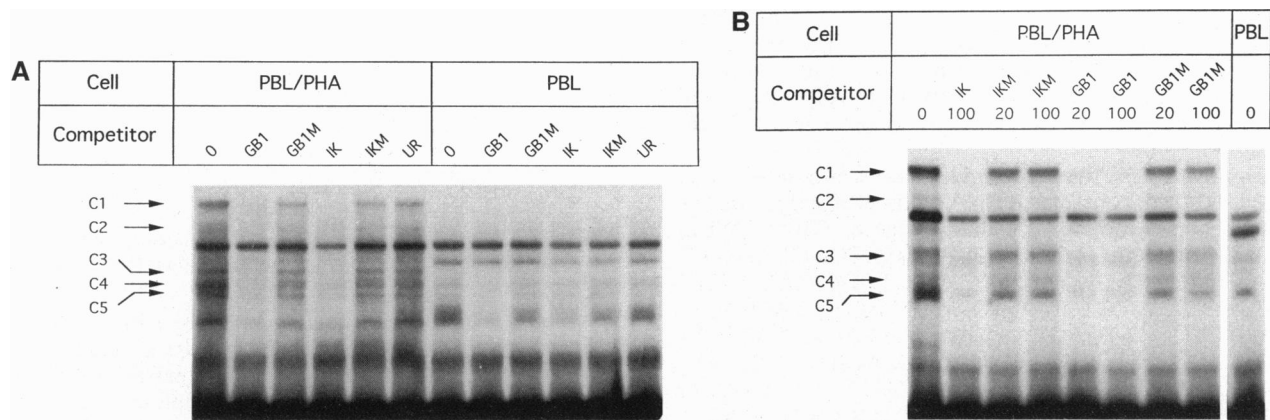 A
Cell PBL/PHA PBL
Competitor 0 GB1 GB1M IK IKM UR 0 GB1 GB1M IK IKM UR
C1
C2
C3
C4
C5
B
Cell PBL/PHA PBL
Competitor IK IKM IKM GB1 GB1 GB1M GB1M
0 100 20 100 20 100 20 100 0
C1
C2
C3
C4
C5